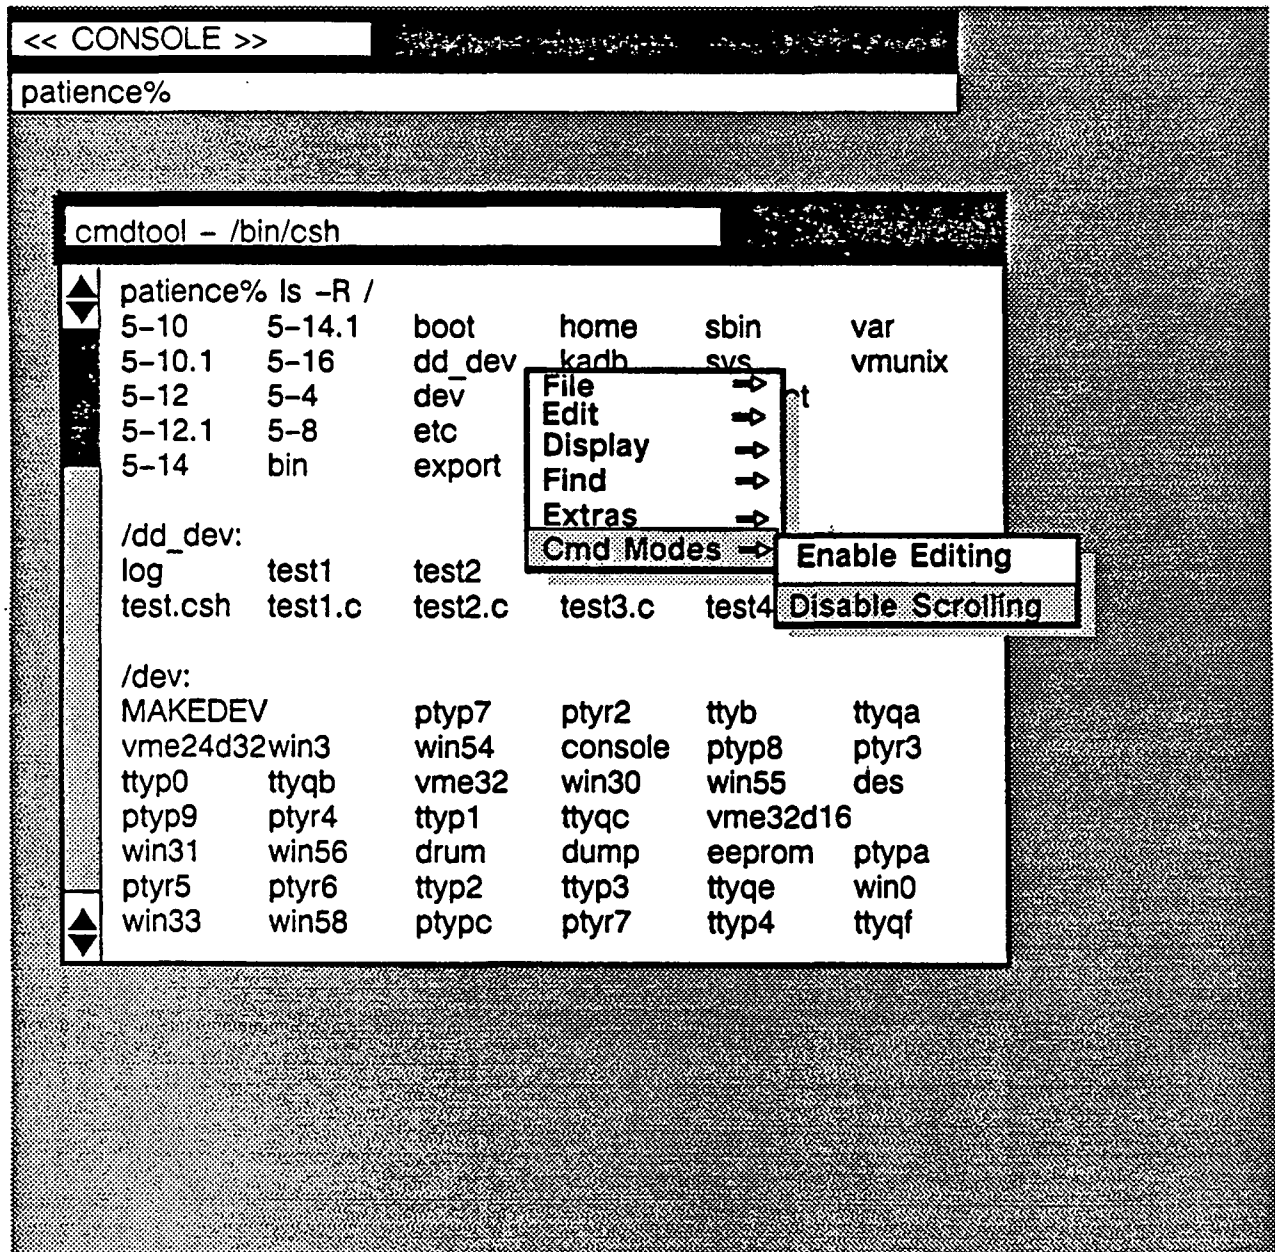 << CONSOLE >>
patience%
cmdtool – /bin/csh
patience% ls –R /
5–10 5–14.1 boot home sbin var
5–10.1 5–16 dd_dev kadb sys vmunix
5–12 5–4 dev
5–12.1 5–8 etc
5–14 bin export
File
Edit
Display
Find
Extras
Cmd Modes
Enable Editing
Disable Scrolling
/dd_dev:
log test1 test2
test.csh test1.c test2.c test3.c test4
/dev:
MAKEDEV ptyp7 ptyr2 ttyb ttyqa
vme24d32win3 win54 console ptyp8 ptyr3
ttyp0 ttyqb vme32 win30 win55 des
ptyp9 ptyr4 ttyp1 ttyqc vme32d16
win31 win56 drum dump eeprom ptypa
ptyr5 ptyr6 ttyp2 ttyp3 ttyqe win0
win33 win58 ptypc ptyr7 ttyp4 ttyqf